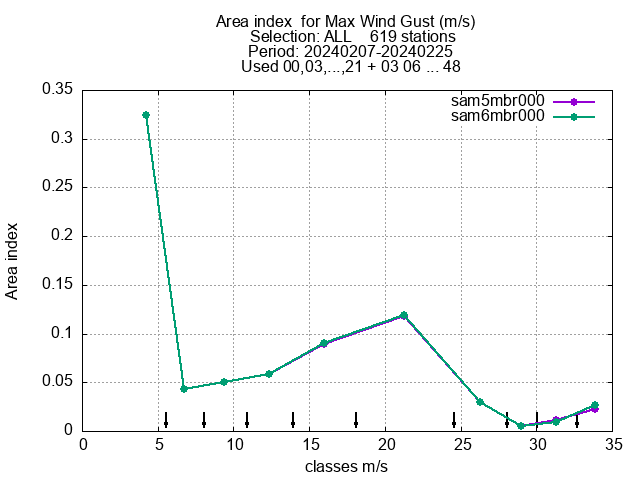 Area index  for Max Wind Gust (m/s)
Selection: ALL    619 stations
Period: 20240207-20240225
Used 00,03,...,21 + 03 06 ... 48
sam5mbr000
sam6mbr000
0.35
0.3
0.25
0.2
0.15
0.1
0.05
0
Area index
0 5 10 15 20 25 30 35
classes m/s